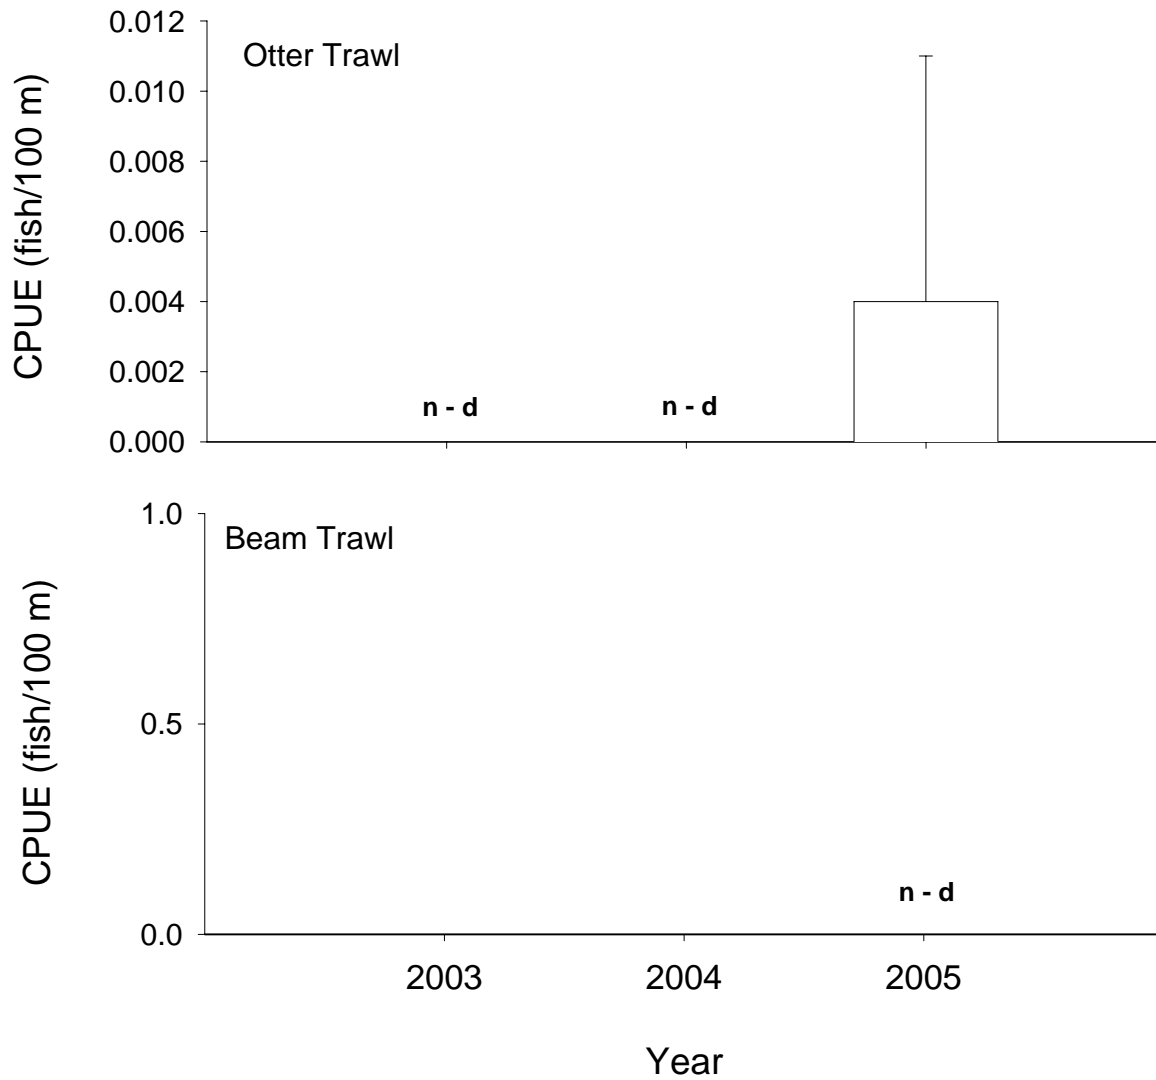 Otter Trawl
CPUE (fish/100 m)
0.012
0.010
0.008
0.006
0.004
0.002
0.000
n - d
n - d
Beam Trawl
CPUE (fish/100 m)
1.0
0.5
0.0
n - d
2003
2004
2005
Year